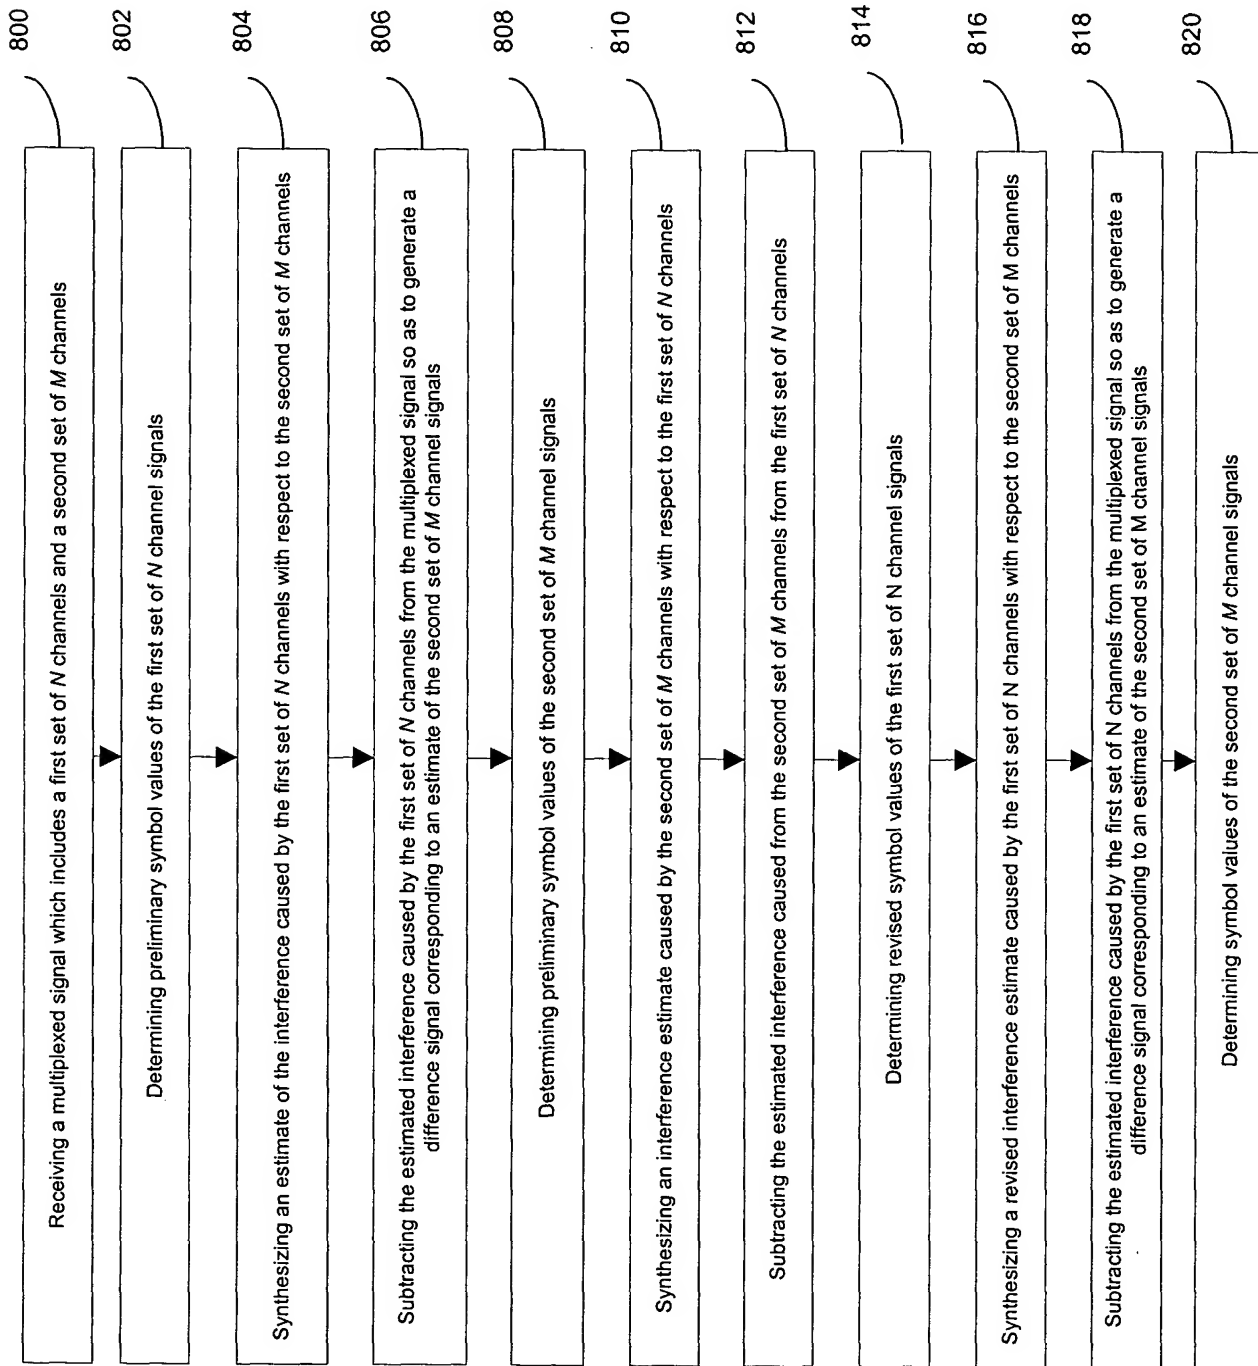 800
Receiving a multiplexed signal which includes a first set of N channels and a second set of M channels
802
Determining preliminary symbol values of the first set of N channel signals
804
Synthesizing an estimate of the interference caused by the first set of N channels with respect to the second set of M channels
806
Subtracting the estimated interference caused by the first set of N channels from the multiplexed signal so as to generate a
difference signal corresponding to an estimate of the second set of M channel signals
808
Determining preliminary symbol values of the second set of M channel signals
810
Synthesizing an interference estimate caused by the second set of M channels with respect to the first set of N channels
812
Subtracting the estimated interference caused from the second set of M channels from the first set of N channels
814
Determining revised symbol values of the first set of N channel signals
816
Synthesizing a revised interference estimate caused by the first set of N channels with respect to the second set of M channels
818
Subtracting the estimated interference caused by the first set of N channels from the multiplexed signal so as to generate a
difference signal corresponding to an estimate of the second set of M channel signals
820
Determining symbol values of the second set of M channel signals